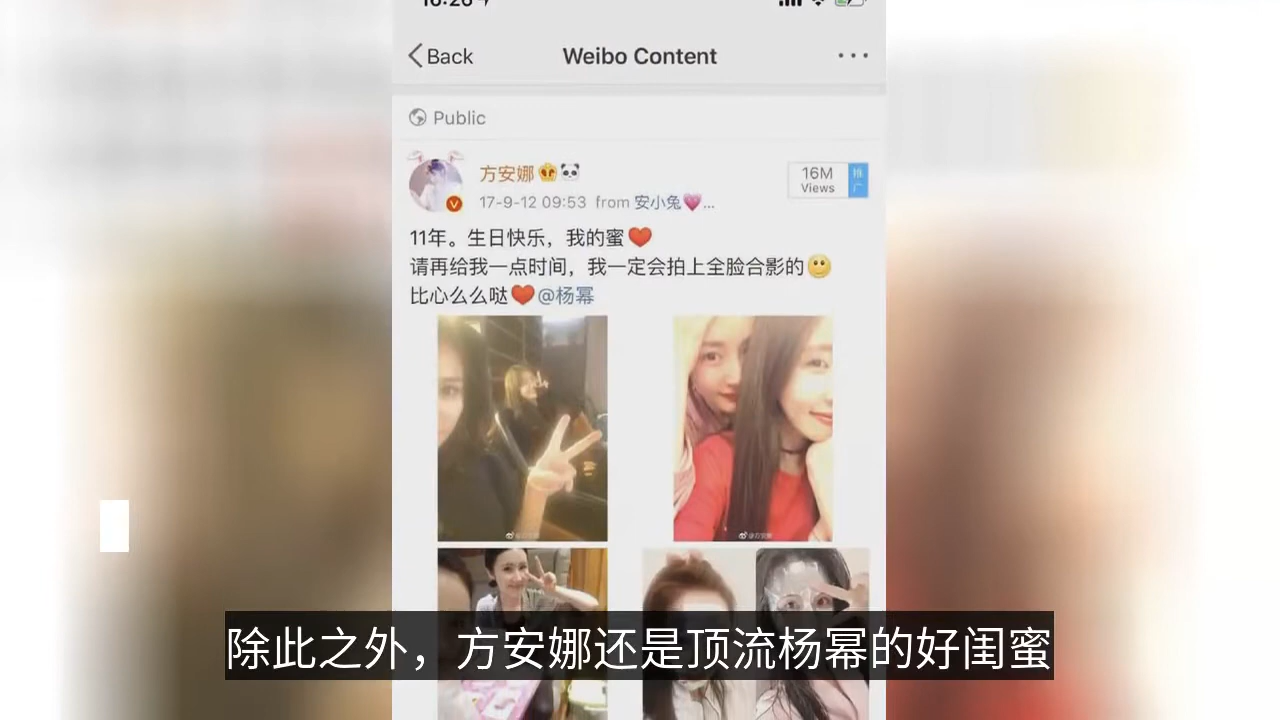 Back
Weibo Content
Public
方安娜
16M
Views
推广
17-9-12 09:53 from 安小兔💗...
11年。生日快乐，我的蜜❤️
请再给我一点时间，我一定会拍上全脸合影的🙂
比心么么哒❤️@杨幂
除此之外，方安娜还是顶流杨幂的好闺蜜